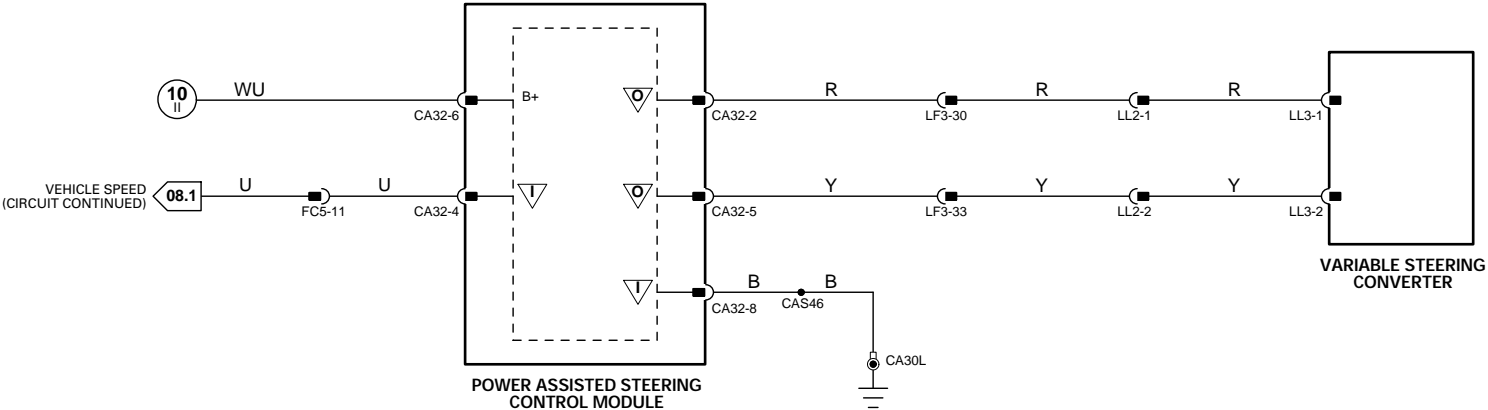 10
II
WU
CA32-6
B+
O
CA32-2
R
LF3-30
R
LL2-1
R
LL3-1
VEHICLE SPEED
(CIRCUIT CONTINUED)
08.1
U
FC5-11
U
CA32-4
I
O
CA32-5
Y
LF3-33
Y
LL2-2
Y
LL3-2
I
CA32-8
B
CAS46
B
CA30L
VARIABLE STEERING
CONVERTER
POWER ASSISTED STEERING
CONTROL MODULE